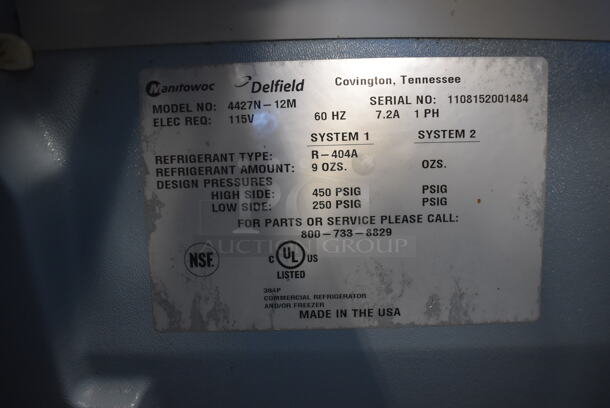 Manitowoc Delfield Covington, Tennessee
MODEL NO: 4427N-12M SERIAL NO: 1108152001484
ELEC REQ: 115V 60 HZ 7.2A 1 PH
SYSTEM 1 SYSTEM 2
REFRIGERANT TYPE: R-404A
REFRIGERANT AMOUNT: 9 OZS. OZS.
DESIGN PRESSURES
HIGH SIDE: 450 PSIG PSIG
LOW SIDE: 250 PSIG PSIG
FOR PARTS OR SERVICE PLEASE CALL:
800-733-8829
AUCTION GROUP
NSF C UL US
LISTED
384P
COMMERCIAL REFRIGERATOR
AND/OR FREEZER
MADE IN THE USA